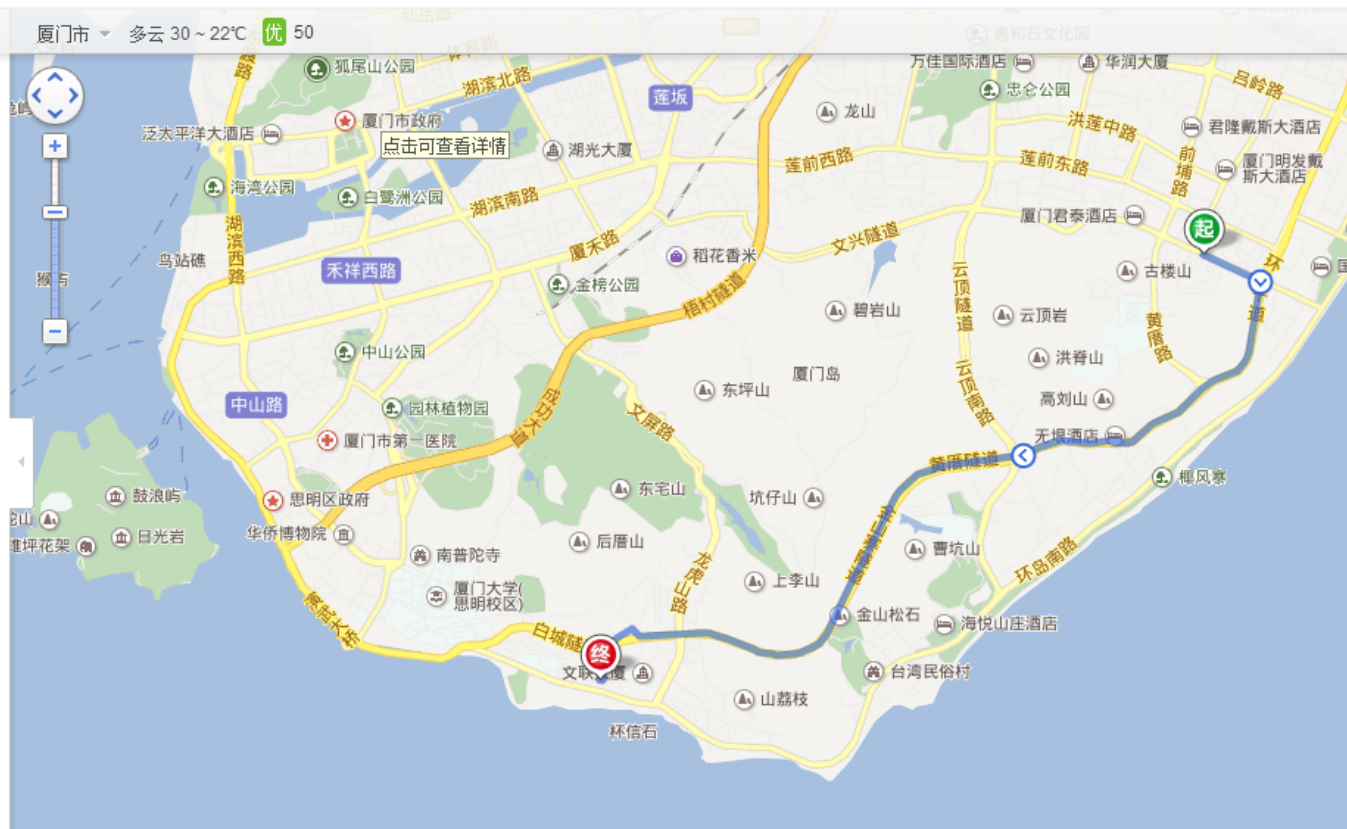 厦门市
多云 30 ~ 22℃
优
50
体育路
惠和石文化园
狐尾山公园
湖滨北路
莲坂
龙山
万佳国际酒店
华润大厦
忠仑公园
吕岭路
厦门市政府
点击可查看详情
泛太平洋大酒店
湖光大厦
莲前西路
莲前东路
洪莲中路
前埔路
君隆戴斯大酒店
厦门明发戴
斯大酒店
海湾公园
白鹭洲公园
湖滨南路
湖滨西路
厦禾路
鸟站礁
禾祥西路
稻花香米
文兴隧道
厦门君泰酒店
起
古楼山
金榜公园
梧村隧道
碧岩山
云顶隧道
云顶岩
黄厝路
环
道
中山公园
东坪山
厦门岛
洪脊山
云顶南路
高刘山
中山路
园林植物园
成功大道
文屏路
无垠酒店
厦门市第一医院
黄厝隧道
椰风寨
鼓浪屿
思明区政府
东宅山
坑仔山
日光岩
华侨博物院
后厝山
曹坑山
南普陀寺
龙虎山路
上李山
环岛南路
厦门大学(
思明校区)
演武大桥
白城隧
金山松石
海悦山庄酒店
终
台湾民俗村
山荔枝
杯信石